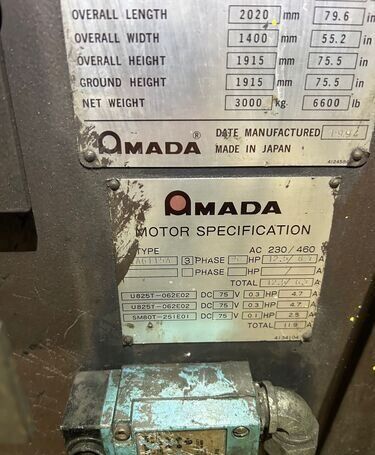 OVERALL LENGTH 2020 mm 79.6 in
OVERALL WIDTH 1400 mm 55.2 in
OVERALL HEIGHT 1915 mm 75.5 in
GROUND HEIGHT 1915 mm 75.5 in
NET WEIGHT 3000 kg. 6600 lb
AMADA ® DATE MANUFACTURED 1994
MADE IN JAPAN
AMADA
MOTOR SPECIFICATION
TYPE AC 230/460
3 PHASE HP A
PHASE HP / A
TOTAL A
U825T-062E02 DC 75 V 0.3 HP 4.7 A
U825T-062E02 DC 75 V 0.3 HP 4.7 A
SM60T-251E01 DC 75 V 0.1 HP 2.5 A
TOTAL 11.9 A